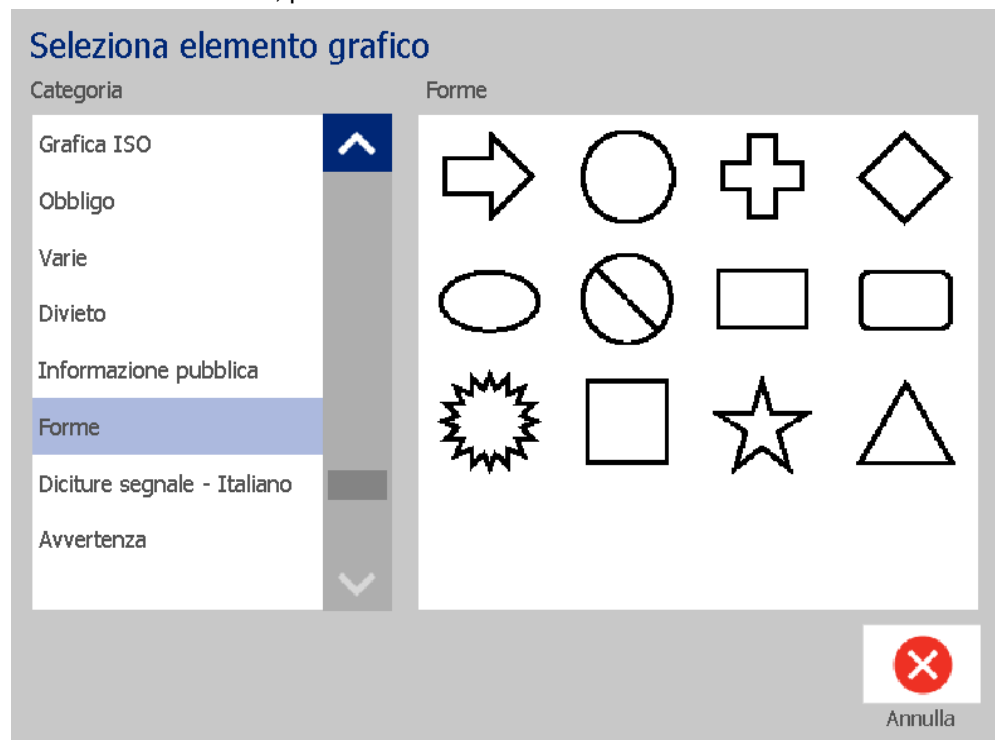 Seleziona elemento grafico
Categoria
Forme
Grafica ISO
Obbligo
Varie
Divieto
Informazione pubblica
Forme
Diciture segnale - Italiano
Avvertenza
Annulla